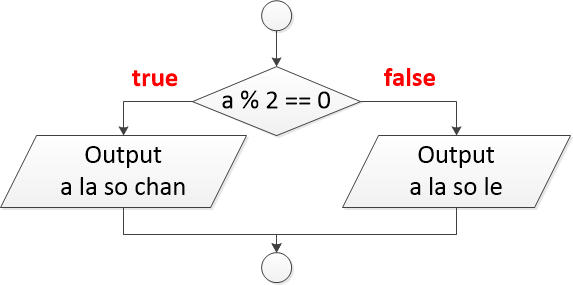 true
false
a % 2 == 0
Output
a la so chan
Output
a la so le